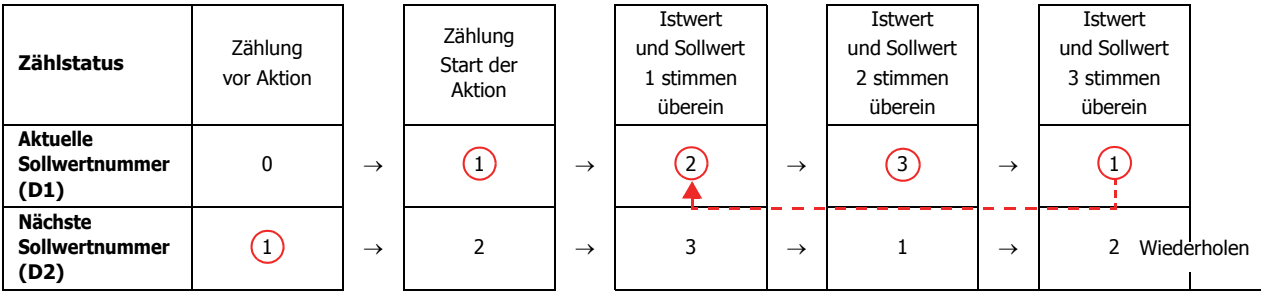 Zählstatus
Zählung
vor Aktion
Zählung
Start der
Aktion
Istwert
und Sollwert
1 stimmen
überein
Istwert
und Sollwert
2 stimmen
überein
Istwert
und Sollwert
3 stimmen
überein
Aktuelle
Sollwertnummer
(D1)
0 → 1 → 2 → 3 → 1
Nächste
Sollwertnummer
(D2)
1 → 2 → 3 → 1 → 2 Wiederholen